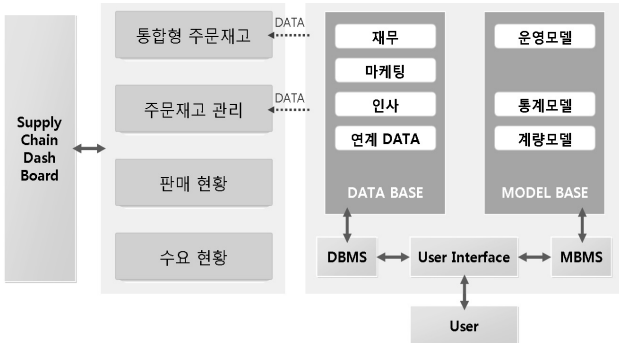 Supply
Chain
Dash
Board
통합형 주문재고
주문재고 관리
판매 현황
수요 현황
DATA
DATA
재무
마케팅
인사
연계 DATA
DATA BASE
운영모델
통계모델
계량모델
MODEL BASE
DBMS
User Interface
MBMS
User